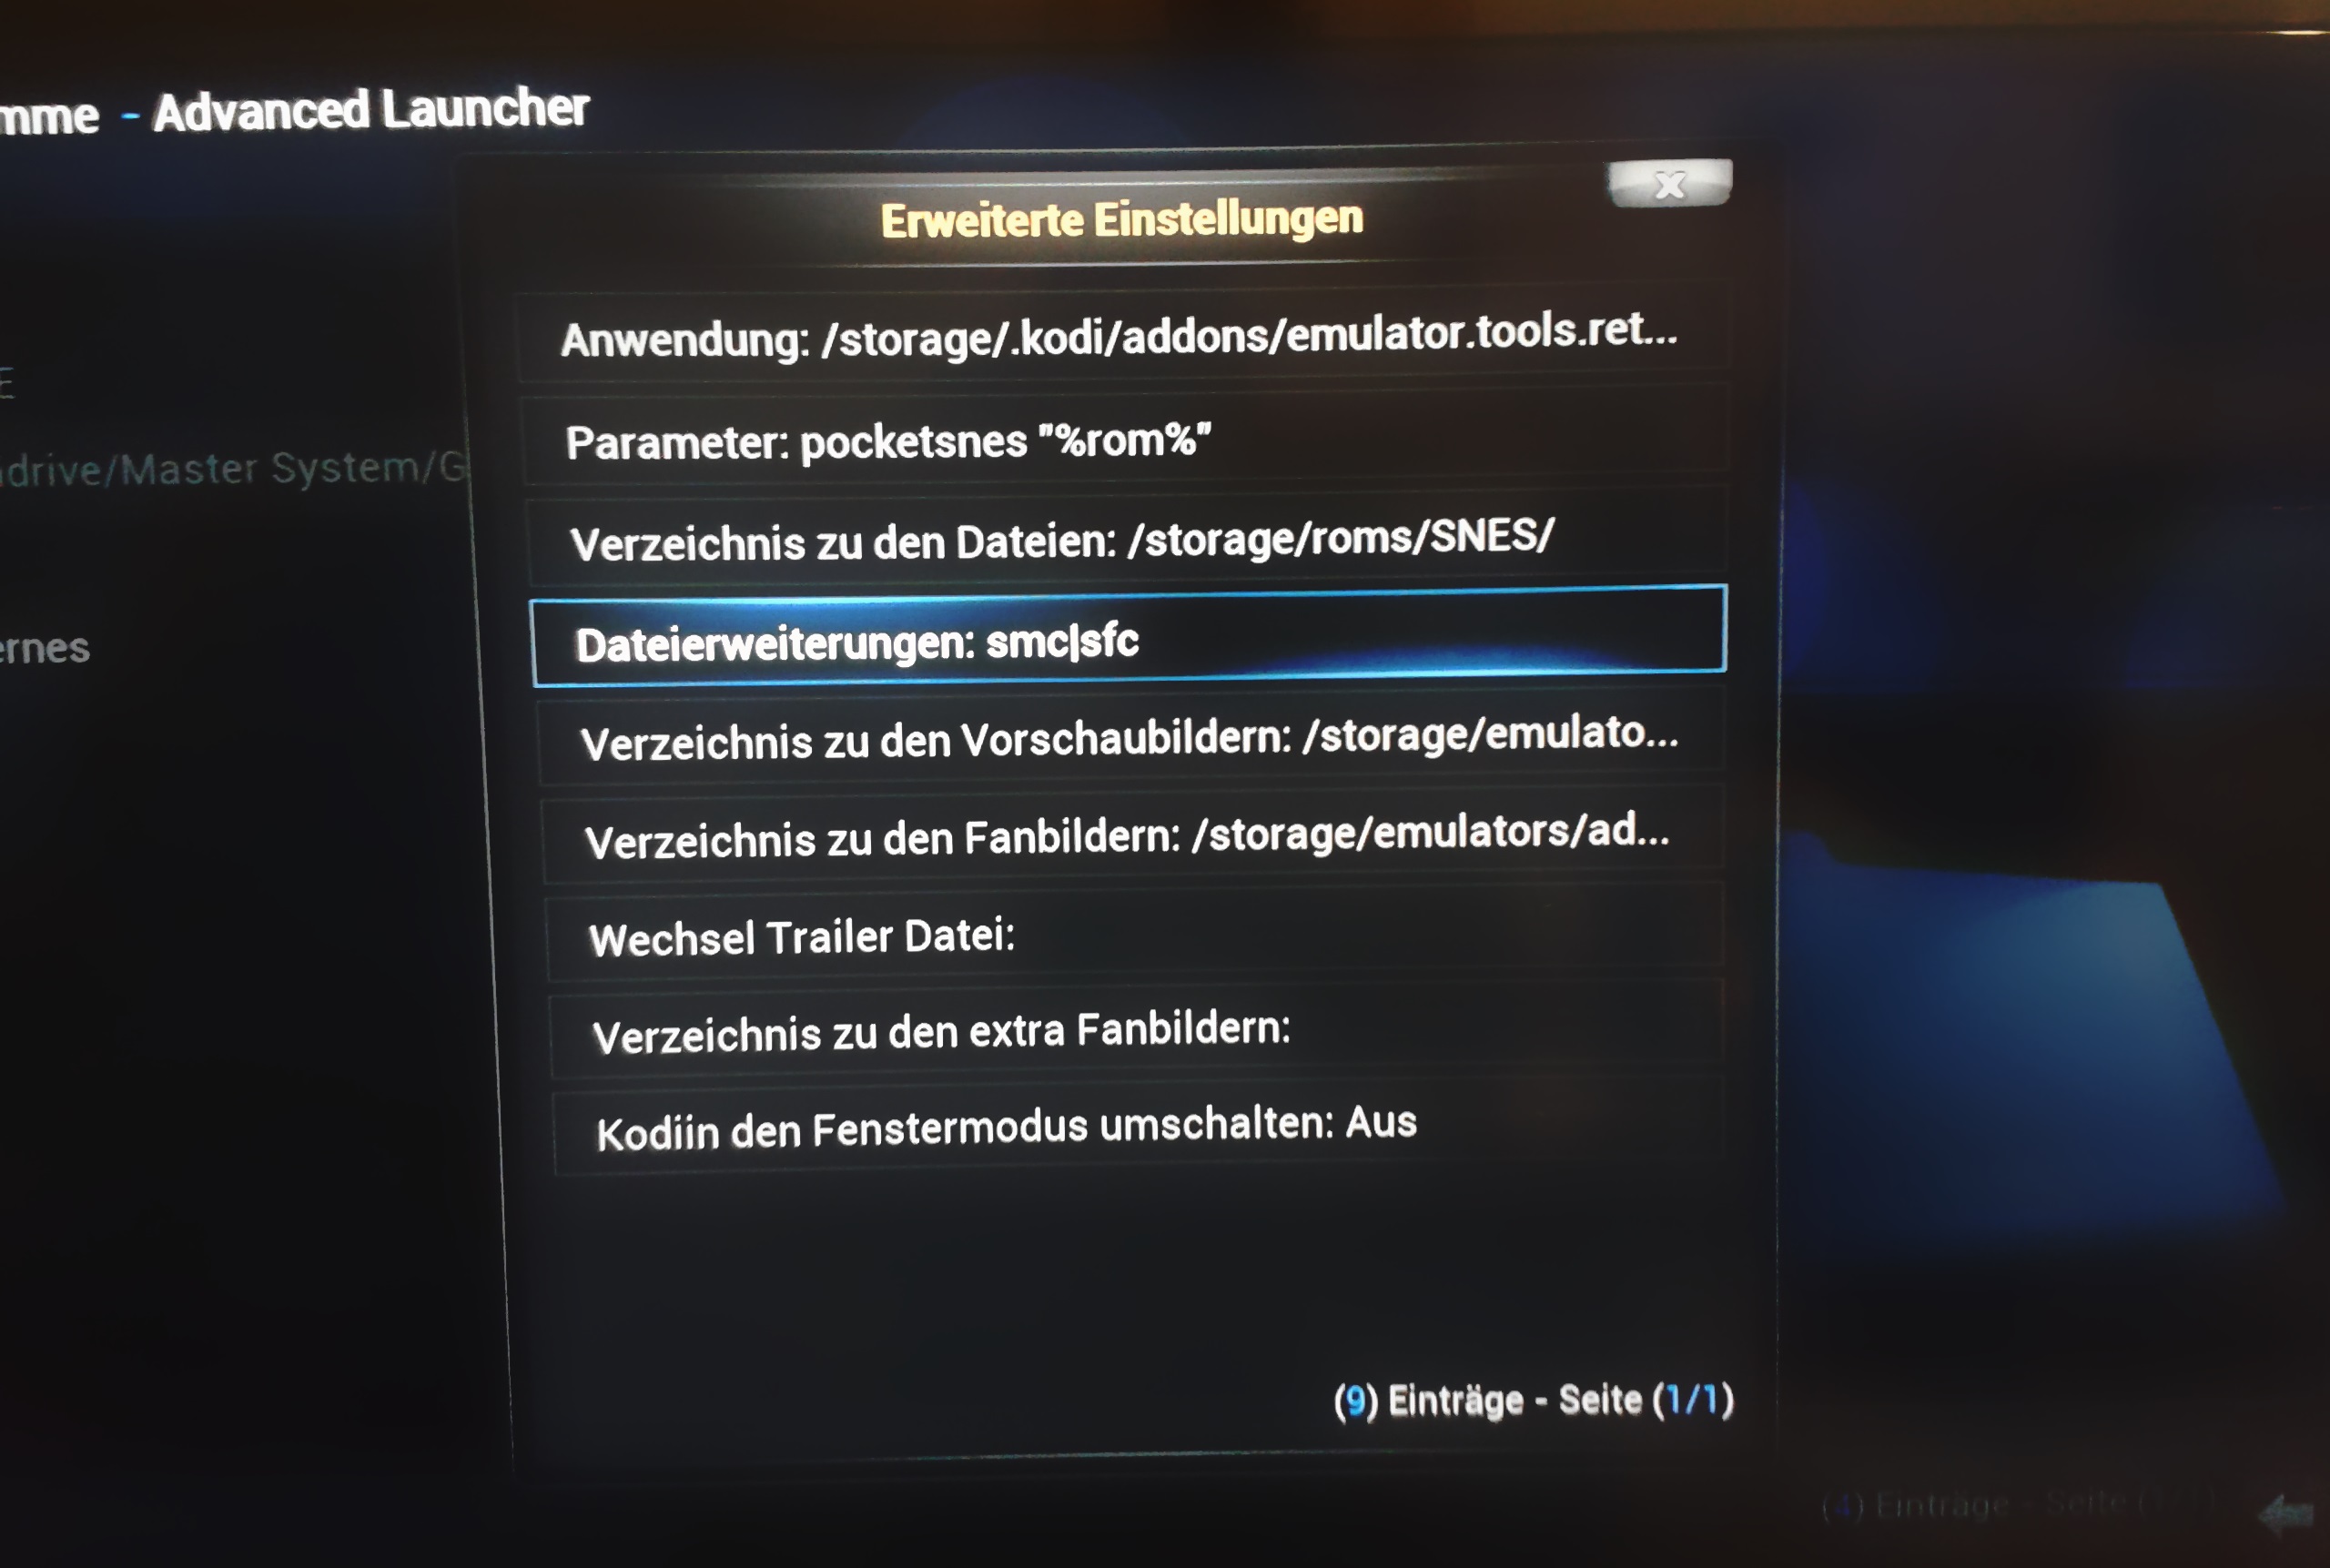 mme - Advanced Launcher
x
Erweiterte Einstellungen
Anwendung: /storage/.kodi/addons/emulator.tools.ret...
E
Parameter: pocketsnes "%rom%"
drive/Master System/G
Verzeichnis zu den Dateien: /storage/roms/SNES/
Dateierweiterungen: smc|sfc
ernes
Verzeichnis zu den Vorschaubildern: /storage/emulato...
Verzeichnis zu den Fanbildern: /storage/emulators/ad...
Wechsel Trailer Datei:
Verzeichnis zu den extra Fanbildern:
Kodiin den Fenstermodus umschalten: Aus
(9) Einträge - Seite (1/1)
(4) Einträge - Seite (